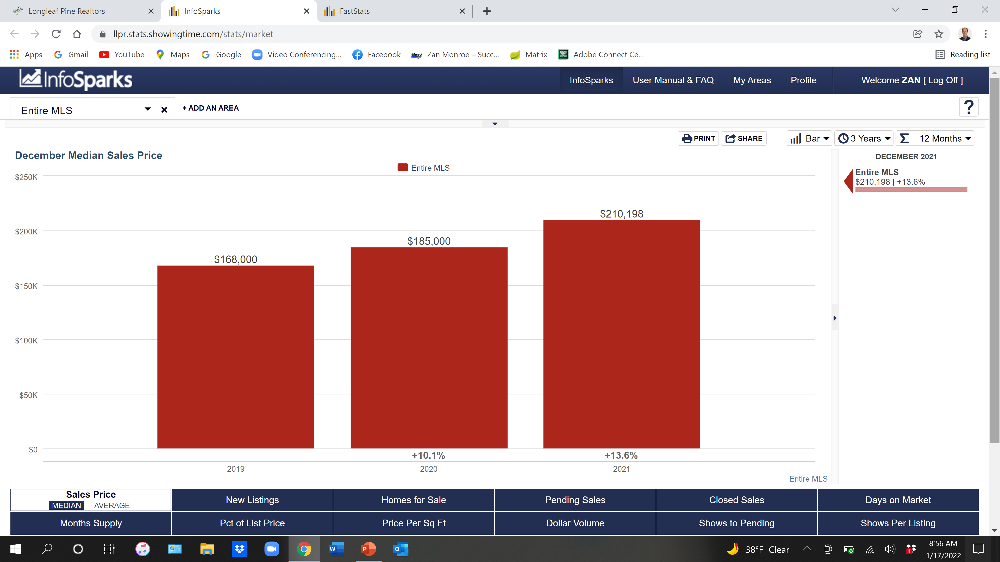 Longleaf Pine Realtors
InfoSparks
FastStats
llpr.stats.showingtime.com/stats/market
Apps
Gmail
YouTube
Maps
Google
Video Conferencing...
Facebook
Zan Monroe – Succ...
Matrix
Adobe Connect Ce...
Reading list
InfoSparks
InfoSparks
User Manual & FAQ
My Areas
Profile
Welcome ZAN [ Log Off ]
Entire MLS
+ ADD AN AREA
?
PRINT
SHARE
Bar
3 Years
Σ 12 Months
December Median Sales Price
Entire MLS
DECEMBER 2021
Entire MLS
$210,198 | +13.6%
$250K
$200K
$150K
$100K
$50K
$0
$168,000
$185,000
$210,198
+10.1%
+13.6%
2019
2020
2021
Entire MLS
Sales Price
MEDIAN AVERAGE
New Listings
Homes for Sale
Pending Sales
Closed Sales
Days on Market
Months Supply
Pct of List Price
Price Per Sq Ft
Dollar Volume
Shows to Pending
Shows Per Listing
38°F Clear
1
8:56 AM
1/17/2022